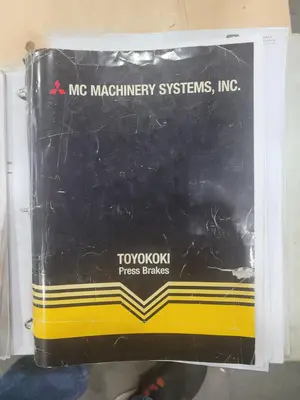 MC MACHINERY SYSTEMS, INC.
TOYOKOKI
Press Brakes